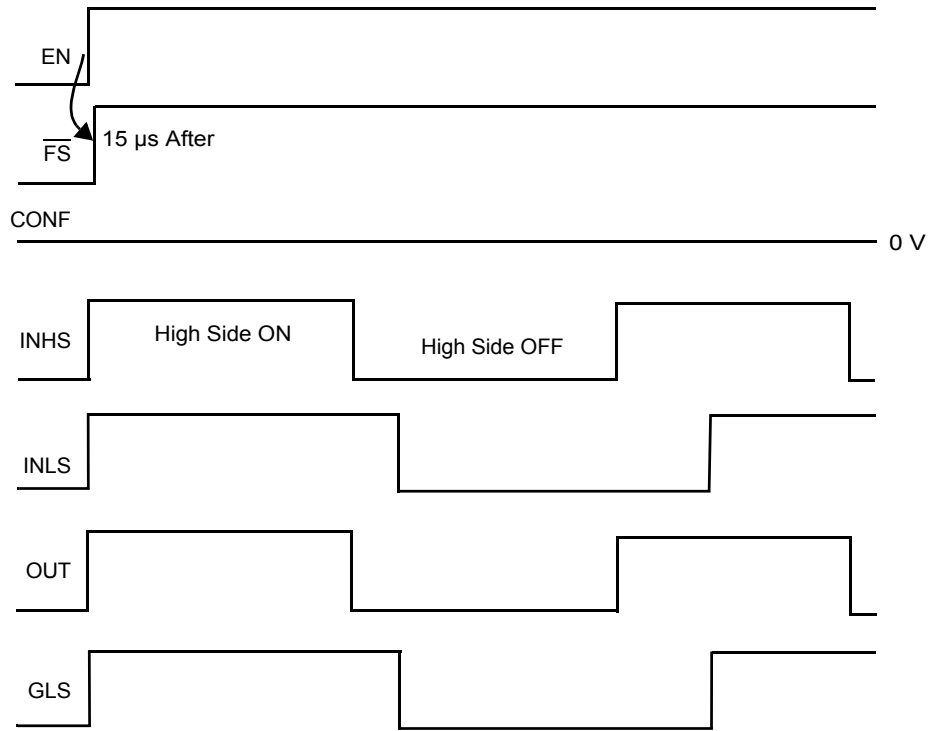 EN
15 µs After
FS
CONF
0 V
INHS
High Side ON
High Side OFF
INLS
OUT
GLS